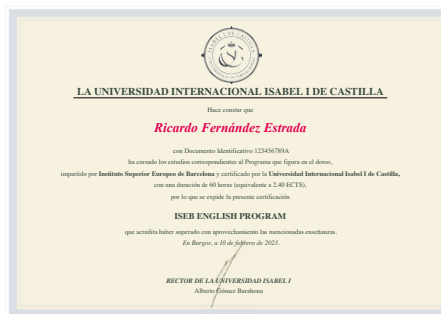 ISABEL I DE CASTILLA
LA UNIVERSIDAD INTERNACIONAL ISABEL I DE CASTILLA
Hace constar que
Ricardo Fernández Estrada
con Documento Identificativo 123456789A
ha cursado los estudios correspondientes al Programa que figura en el dorso,
impartido por Instituto Superior Europeo de Barcelona y certificado por la Universidad Internacional Isabel I de Castilla,
con una duración de 60 horas (equivalente a 2.40 ECTS),
por lo que se expide la presente certificación
ISEB ENGLISH PROGRAM
que acredita haber superado con aprovechamiento las mencionadas enseñanzas.
En Burgos, a 10 de febrero de 2023.
RECTOR DE LA UNIVERSIDAD ISABEL I
Alberto Gómez Barahona